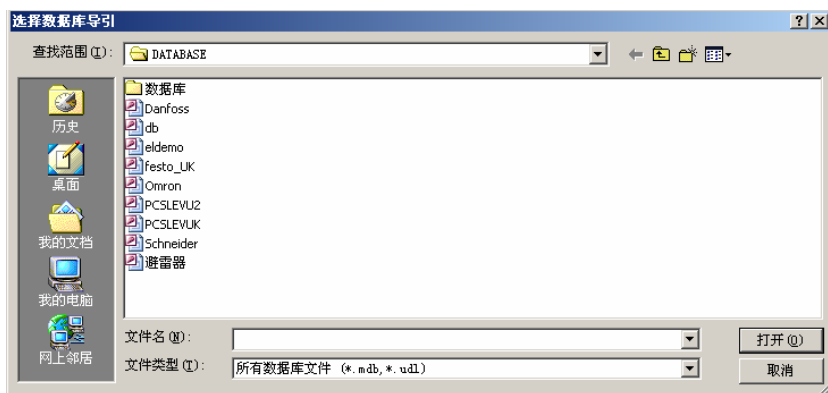 选择数据库导引
查找范围(I): DATABASE
数据库
Danfoss
db
eldemo
festo_UK
Omron
PCSLEVU2
PCSLEVUK
Schneider
避雷器
历史
桌面
我的文档
我的电脑
网上邻居
文件名(N):
打开(O)
文件类型(T): 所有数据库文件 (*.mdb,*.udl)
取消